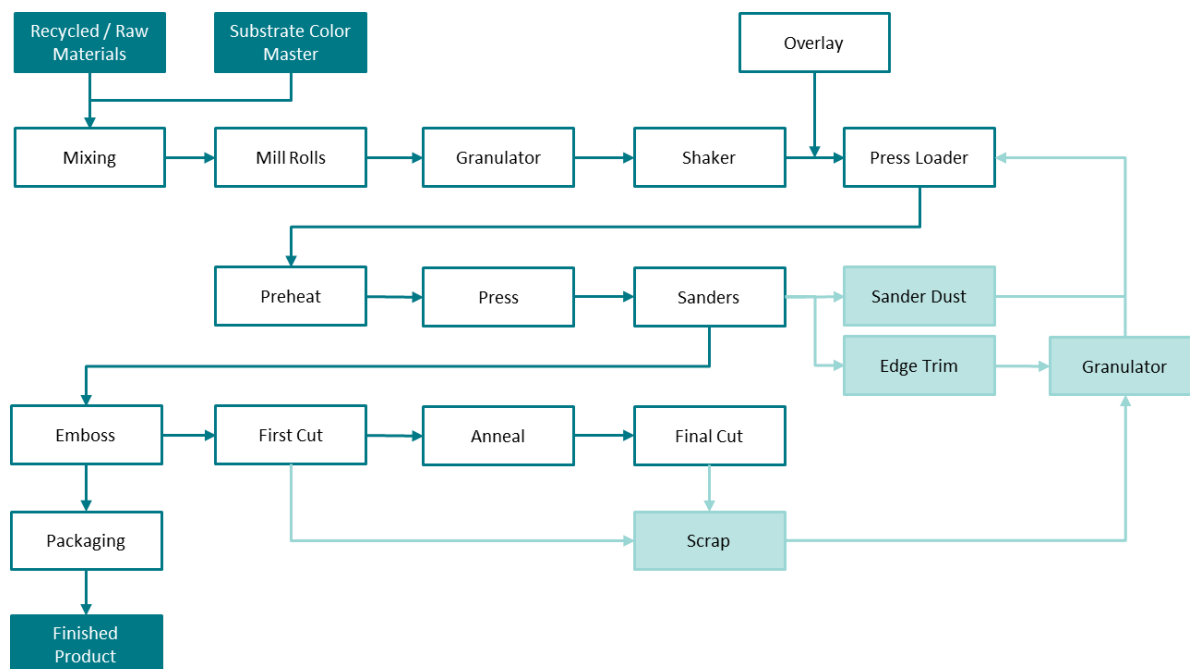 Recycled / Raw
Materials
Substrate Color
Master
Overlay
Mixing
Mill Rolls
Granulator
Shaker
Press Loader
Preheat
Press
Sanders
Sander Dust
Edge Trim
Granulator
Emboss
First Cut
Anneal
Final Cut
Packaging
Scrap
Finished
Product